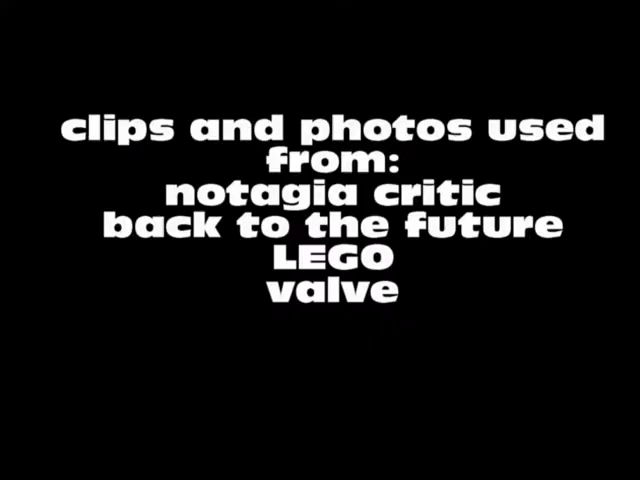 clips and photos used
from:
notagia critic
back to the future
LEGO
valve